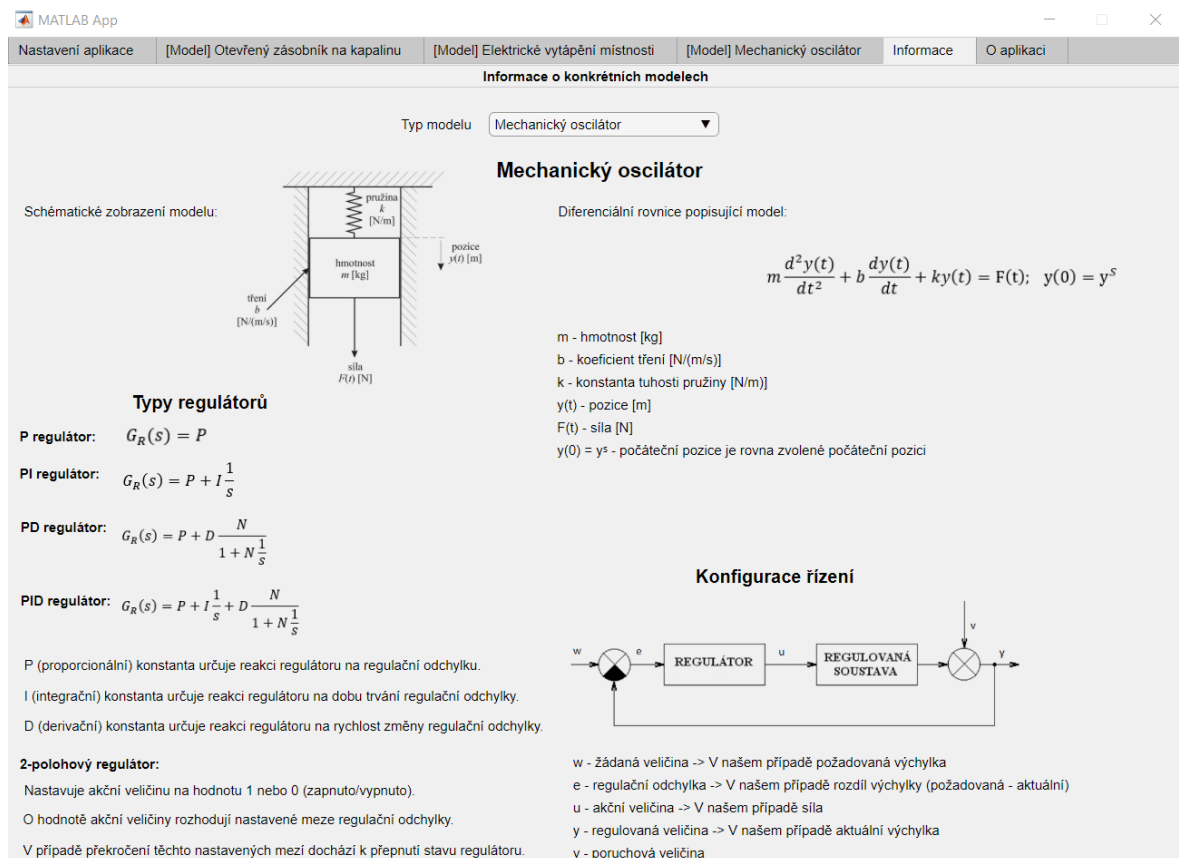 MATLAB App
Nastavení aplikace
[Model] Otevřený zásobník na kapalinu
[Model] Elektrické vytápění místnosti
[Model] Mechanický oscilátor
Informace
O aplikaci
Informace o konkrétních modelech
Typ modelu
Mechanický oscilátor
Mechanický oscilátor
Schématické zobrazení modelu:
pružina
k
[N/m]
hmotnost
m [kg]
pozice
y(t) [m]
tření
b
[N/(m/s)]
síla
F(t) [N]
Diferenciální rovnice popisující model:
m d²y(t)/dt² + b dy(t)/dt + ky(t) = F(t); y(0) = yˢ
m - hmotnost [kg]
b - koeficient tření [N/(m/s)]
k - konstanta tuhosti pružiny [N/m)]
y(t) - pozice [m]
F(t) - síla [N]
y(0) = yˢ - počáteční pozice je rovna zvolené počáteční pozici
Typy regulátorů
P regulátor: G_R(s) = P
PI regulátor: G_R(s) = P + I 1/s
PD regulátor: G_R(s) = P + D N/(1 + N 1/s)
PID regulátor: G_R(s) = P + I 1/s + D N/(1 + N 1/s)
P (proporcionální) konstanta určuje reakci regulátoru na regulační odchylku.
I (integrační) konstanta určuje reakci regulátoru na dobu trvání regulační odchylky.
D (derivační) konstanta určuje reakci regulátoru na rychlost změny regulační odchylky.
2-polohový regulátor:
Nastavuje akční veličinu na hodnotu 1 nebo 0 (zapnuto/vypnuto).
O hodnotě akční veličiny rozhodují nastavené meze regulační odchylky.
V případě překročení těchto nastavených mezí dochází k přepnutí stavu regulátoru.
Konfigurace řízení
w
e
REGULÁTOR
u
REGULOVANÁ
SOUSTAVA
v
y
w - žádaná veličina -> V našem případě požadovaná výchylka
e - regulační odchylka -> V našem případě rozdíl výchylky (požadovaná - aktuální)
u - akční veličina -> V našem případě síla
y - regulovaná veličina -> V našem případě aktuální výchylka
v - poruchová veličina